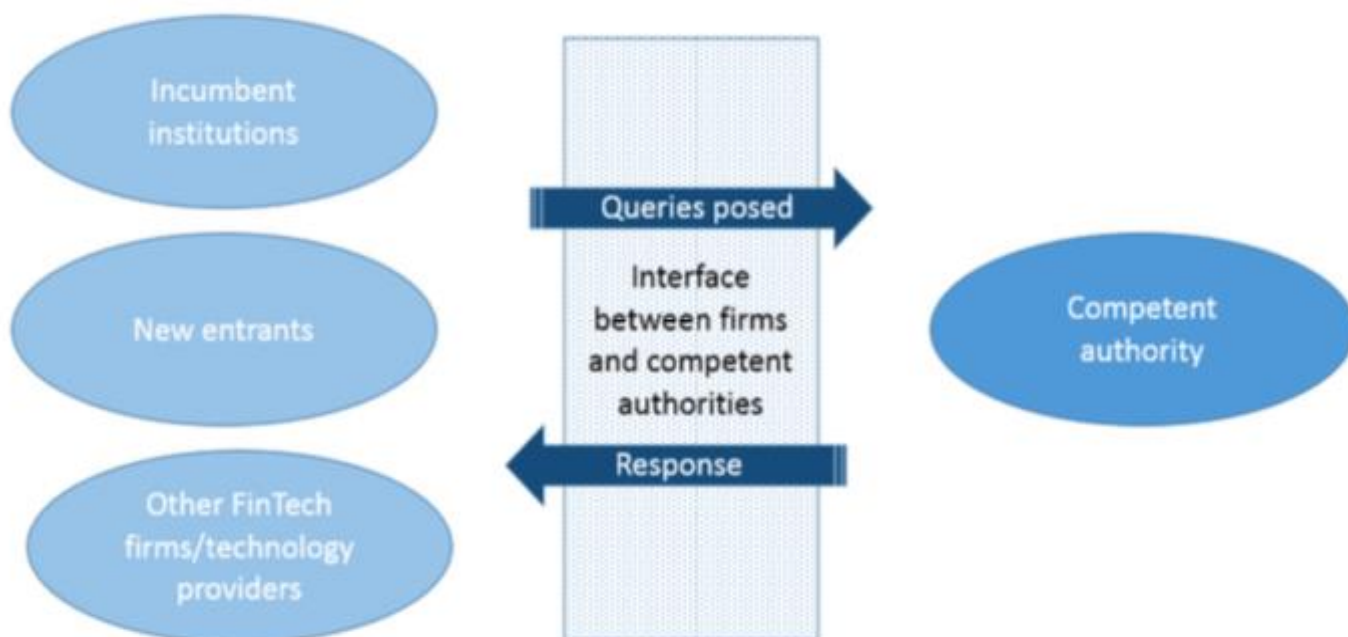 Incumbent
institutions
New entrants
Other FinTech
firms/technology
providers
Queries posed
Interface
between firms
and competent
authorities
Response
Competent
authority